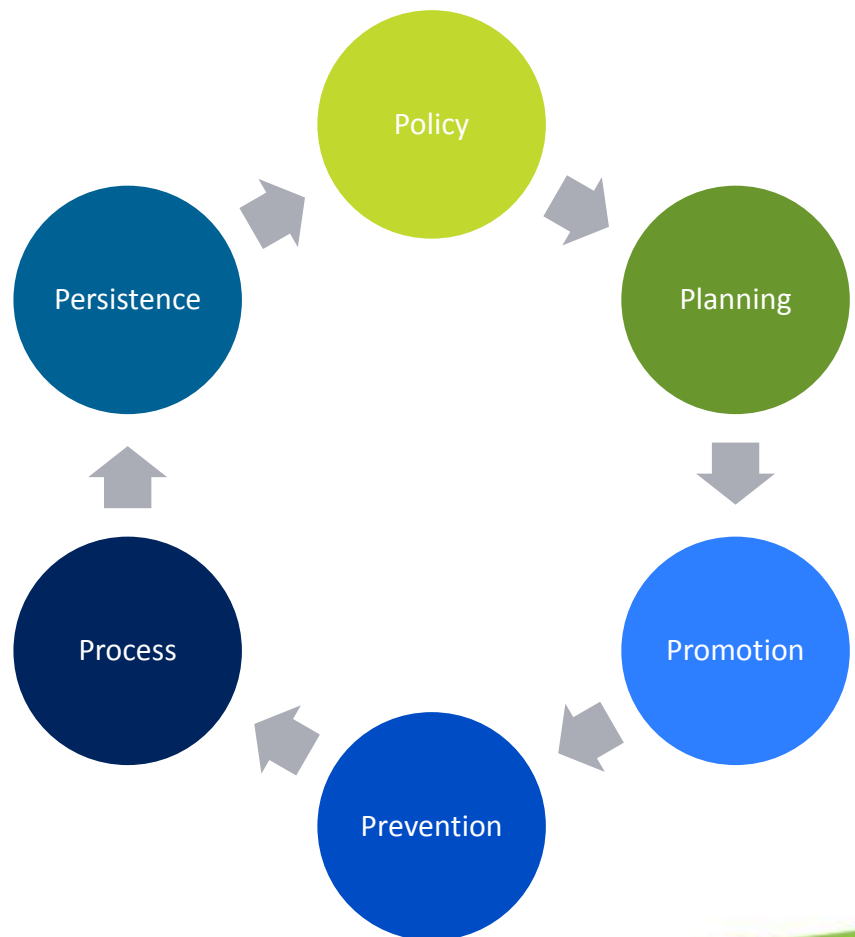 Policy
Planning
Promotion
Prevention
Process
Persistence